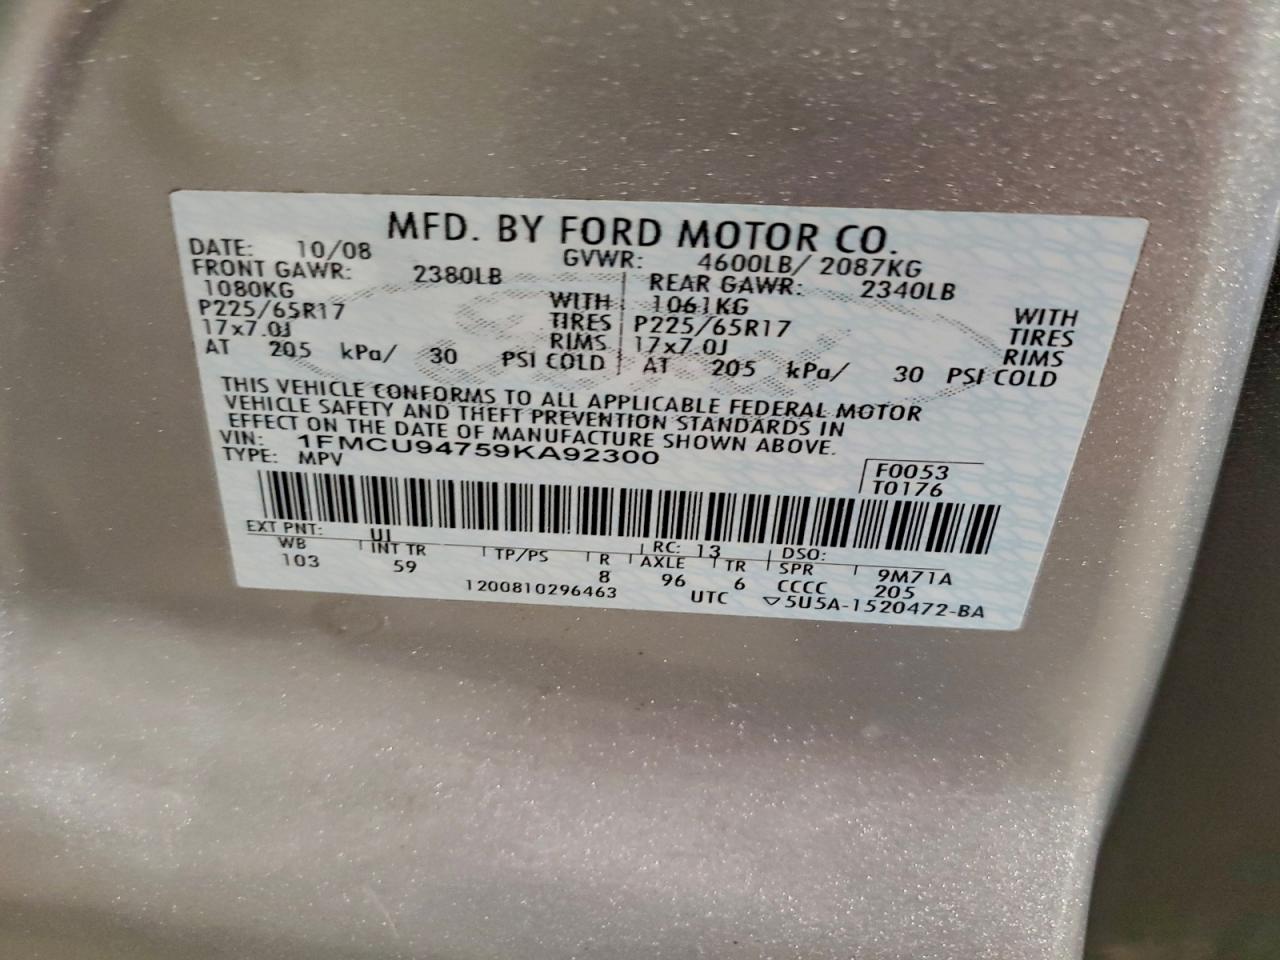 MFD. BY FORD MOTOR CO.
DATE: 10/08 GVWR: 4600LB/ 2087KG
FRONT GAWR: 2380LB REAR GAWR: 2340LB
1080KG WITH 1061KG WITH
P225/65R17 TIRES P225/65R17 TIRES
17x7.0J RIMS 17x7.0J RIMS
AT 205 kPa/ 30 PSI COLD AT 205 kPa/ 30 PSI COLD
THIS VEHICLE CONFORMS TO ALL APPLICABLE FEDERAL MOTOR
VEHICLE SAFETY AND THEFT PREVENTION STANDARDS IN
EFFECT ON THE DATE OF MANUFACTURE SHOWN ABOVE.
VIN: 1FMCU94759KA92300
TYPE: MPV
F0053
T0176
EXT PNT: UJ RC: 13 DSO:
WB INT TR TP/PS R AXLE TR SPR 9M71A
103 59 8 96 6 CCCC 205
1200810296463 UTC ▽5U5A-1520472-BA